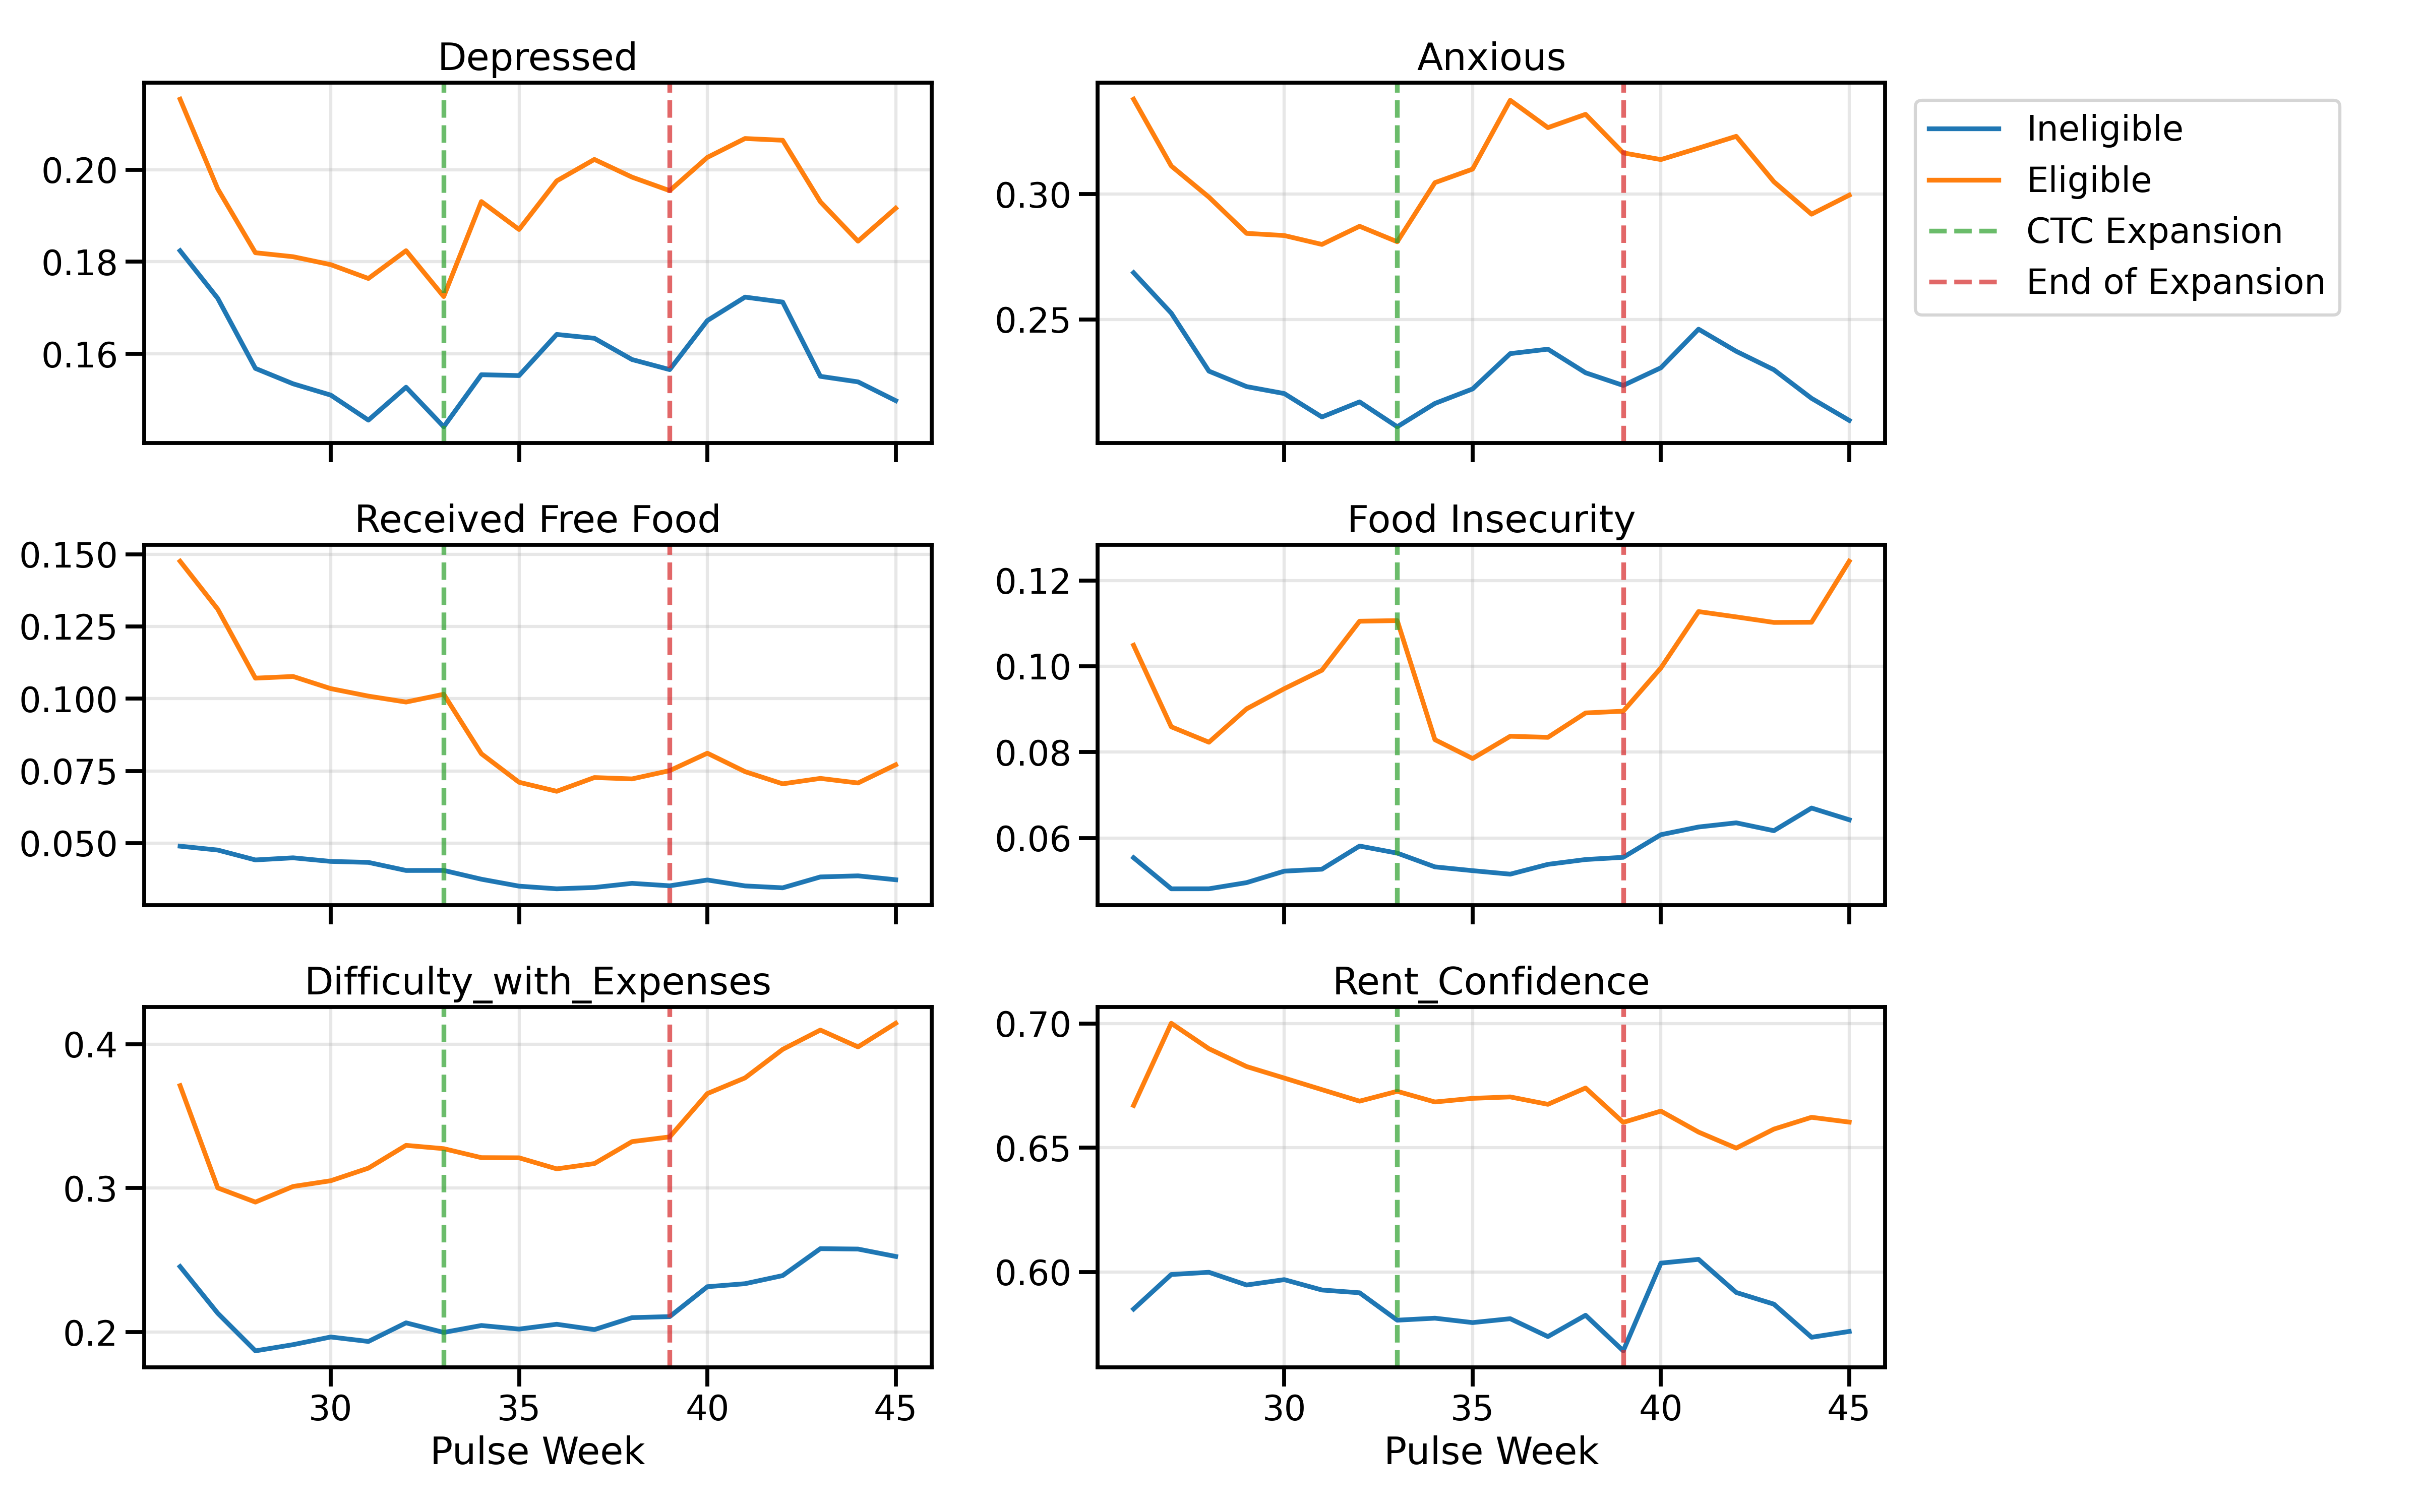 Depressed
0.20
0.18
0.16
Anxious
0.30
0.25
Ineligible
Eligible
CTC Expansion
End of Expansion
Received Free Food
0.150
0.125
0.100
0.075
0.050
Food Insecurity
0.12
0.10
0.08
0.06
Difficulty_with_Expenses
0.4
0.3
0.2
30 35 40 45
Pulse Week
Rent_Confidence
0.70
0.65
0.60
30 35 40 45
Pulse Week